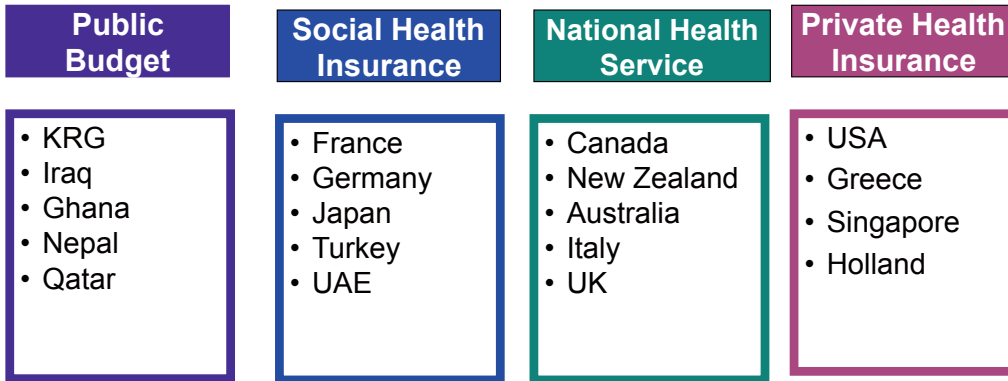 Public
Budget
• KRG
• Iraq
• Ghana
• Nepal
• Qatar
Social Health
Insurance
• France
• Germany
• Japan
• Turkey
• UAE
National Health
Service
• Canada
• New Zealand
• Australia
• Italy
• UK
Private Health
Insurance
• USA
• Greece
• Singapore
• Holland